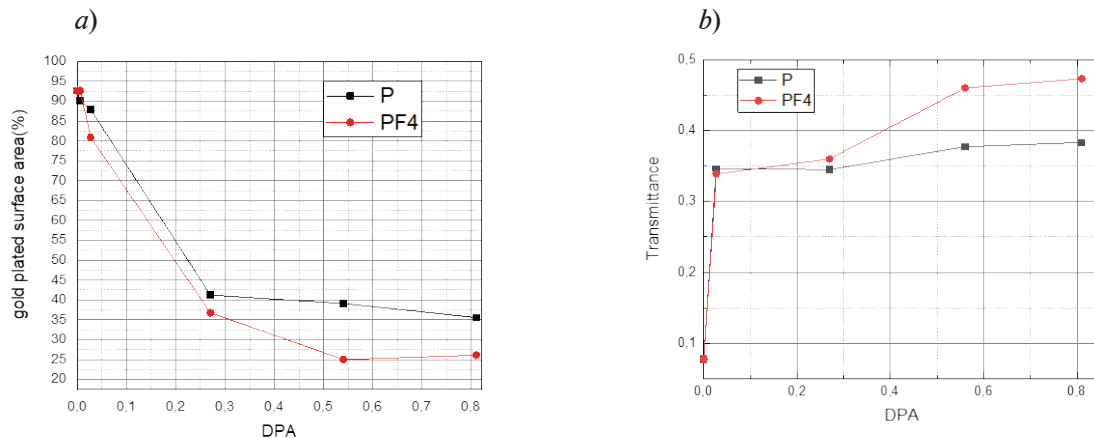 a)
100
95
90
85
80
75
70
65
60
55
50
45
40
35
30
25
20
gold plated surface area(%)
0,0 0,1 0,2 0,3 0,4 0,5 0,6 0,7 0,8
DPA
P
PF4
b)
0,5
0,4
0,3
0,2
0,1
Transmittance
0,0 0,2 0,4 0,6 0,8
DPA
P
PF4